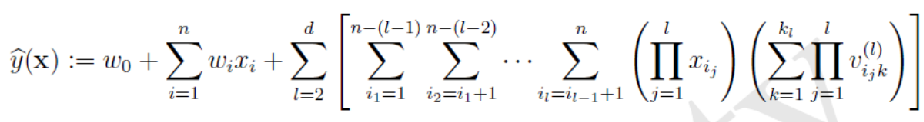 $\widehat{y}(\mathbf{x}) := w_0 + \sum_{i=1}^{n} w_i x_i + \sum_{l=2}^{d} \left[ \sum_{i_1=1}^{n-(l-1)} \sum_{i_2=i_1+1}^{n-(l-2)} \cdots \sum_{i_l=i_{l-1}+1}^{n} \left( \prod_{j=1}^{l} x_{i_j} \right) \left( \sum_{k=1}^{k_l} \prod_{j=1}^{l} v_{i_j k}^{(l)} \right) \right]$